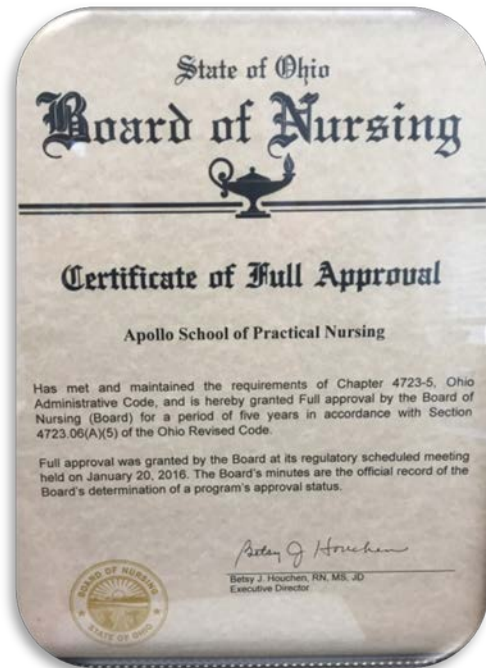 State of Ohio
Board of Nursing
Certificate of Full Approval
Apollo School of Practical Nursing
Has met and maintained the requirements of Chapter 4723-5, Ohio
Administrative Code, and is hereby granted Full approval by the Board of
Nursing (Board) for a period of five years in accordance with Section
4723.06(A)(5) of the Ohio Revised Code.
Full approval was granted by the Board at its regulatory scheduled meeting
held on January 20, 2016. The Board's minutes are the official record of the
Board's determination of a program's approval status.
Betsy J Houchen
Betsy J. Houchen, RN, MS, JD
Executive Director
BOARD OF NURSING
STATE OF OHIO